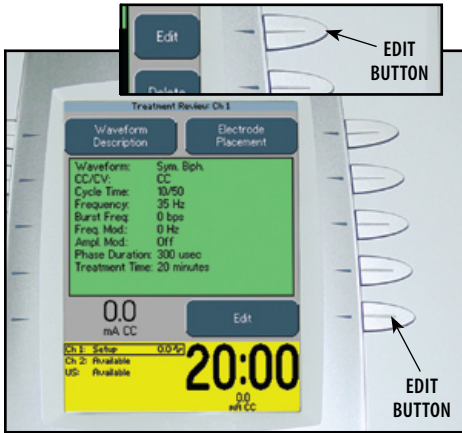 Edit
Delete
EDIT
BUTTON
Treatment Review: Ch 1
Waveform
Description
Electrode
Placement
Waveform: Sym. Biph.
CC/CV: CC
Cycle Time: 10/50
Frequency: 35 Hz
Burst Freq: 0 bps
Freq. Mod: 0 Hz
Ampl. Mod: Off
Phase Duration: 300 usec
Treatment Time: 20 minutes
0.0
mA CC
Edit
Ch 1: Setup
Ch 2: Available
US: Available
20:00
0.0
mA CC
EDIT
BUTTON